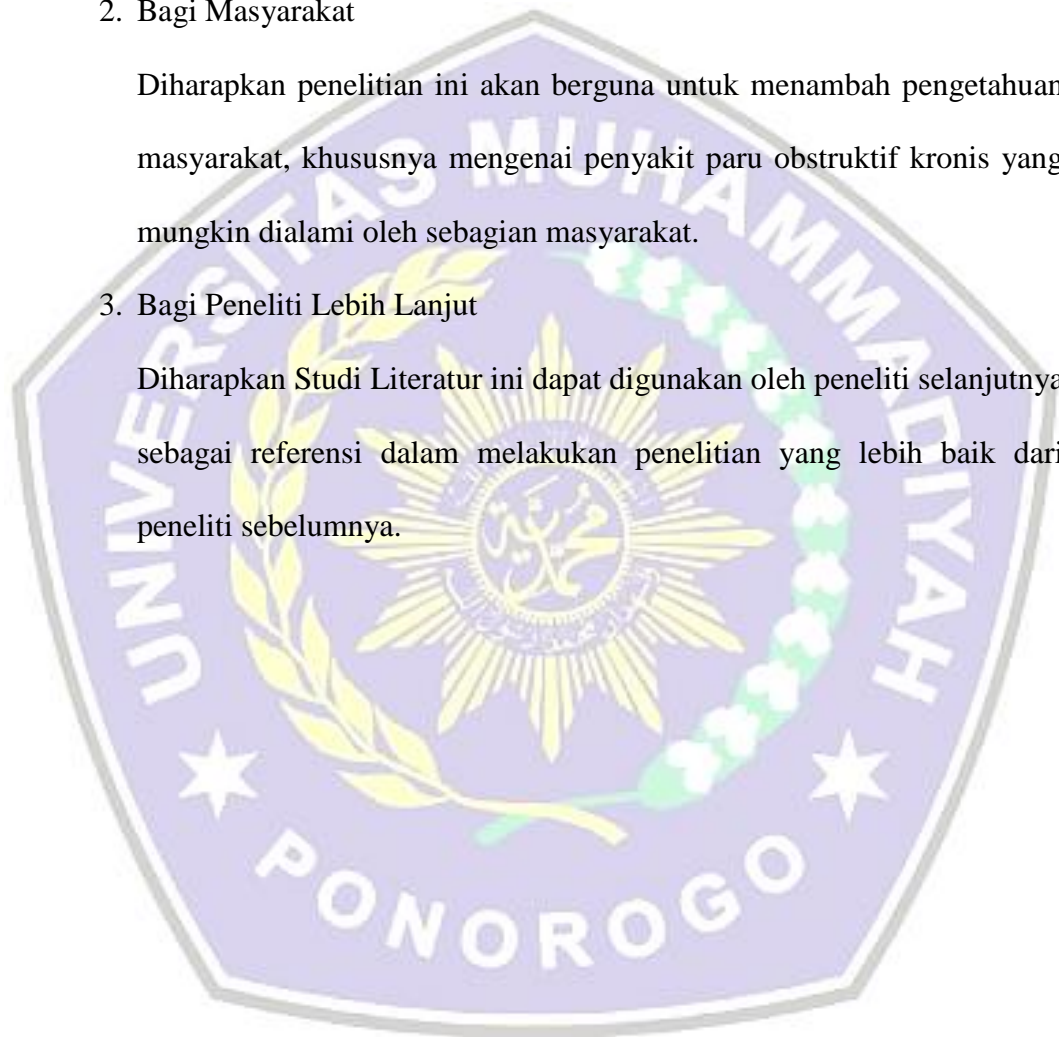 2. Bagi Masyarakat
Diharapkan penelitian ini akan berguna untuk menambah pengetahuan
masyarakat, khususnya mengenai penyakit paru obstruktif kronis yang
mungkin dialami oleh sebagian masyarakat.
3. Bagi Peneliti Lebih Lanjut
Diharapkan Studi Literatur ini dapat digunakan oleh peneliti selanjutnya
sebagai referensi dalam melakukan penelitian yang lebih baik dari
peneliti sebelumnya.
UNIVERSITAS MUHAMMADIYAH
PONOROGO
محمدية